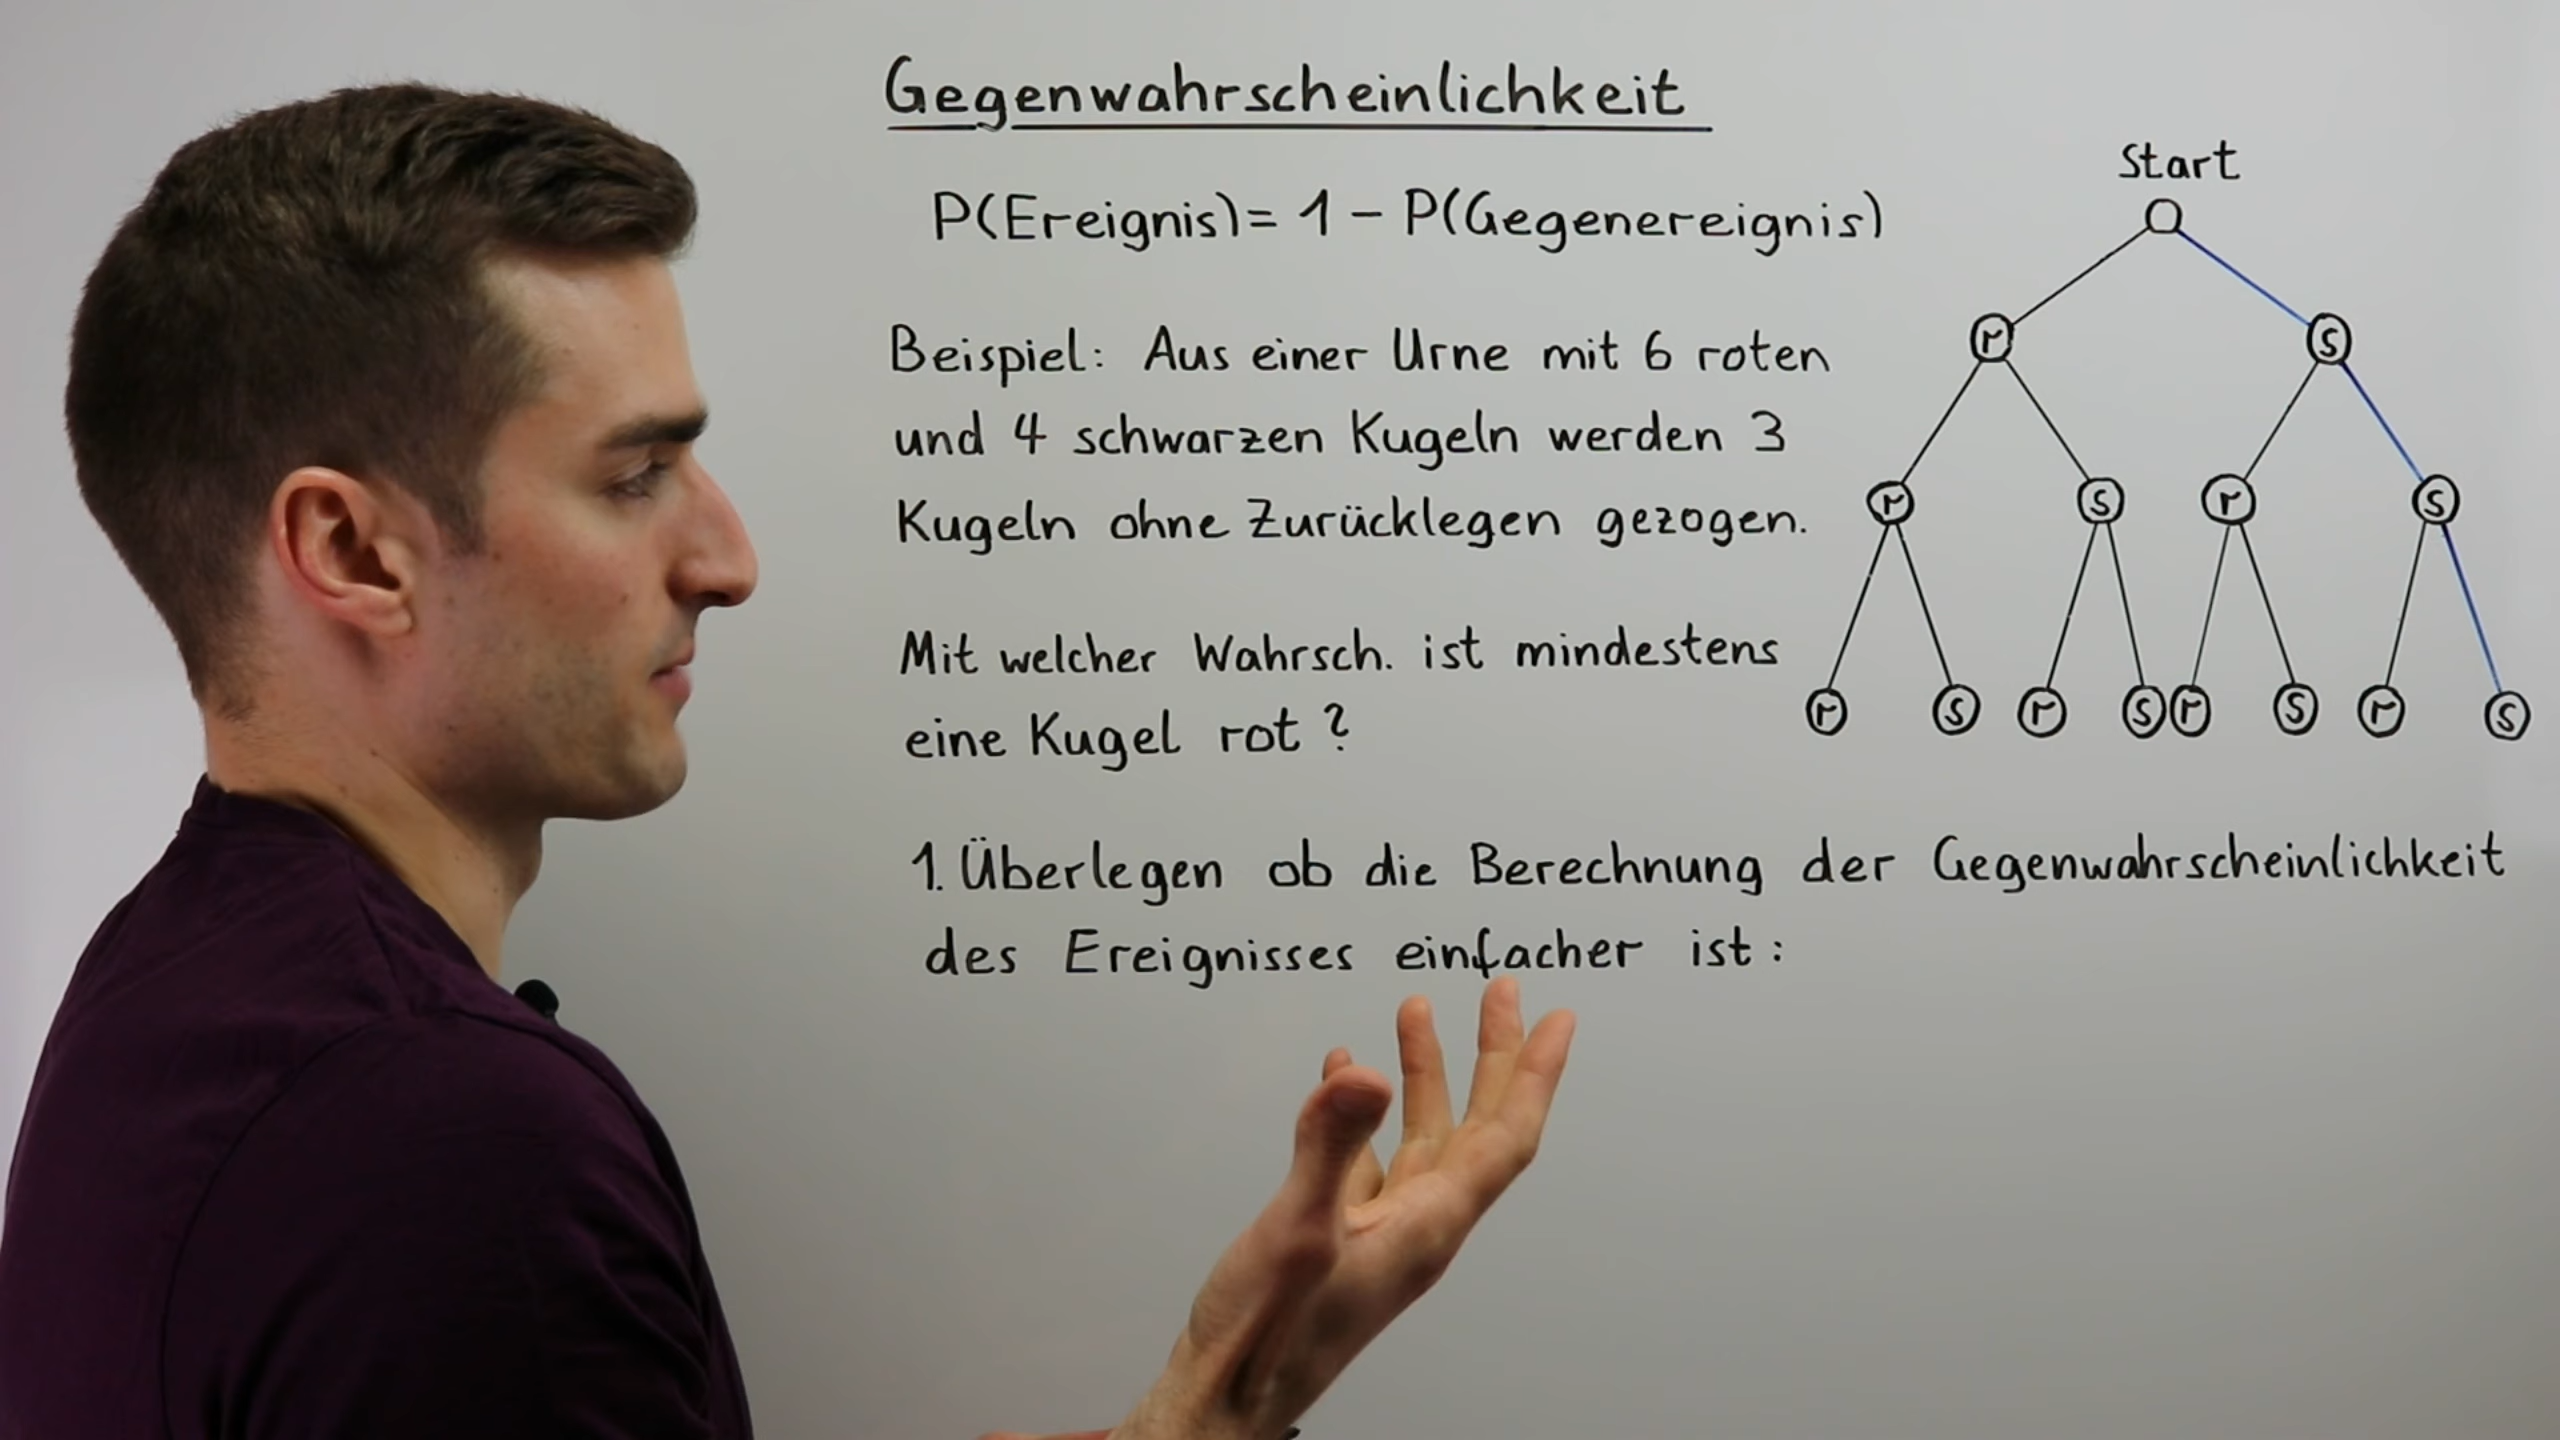 Gegenwahrscheinlichkeit
P(Ereignis) = 1 - P(Gegenereignis)
Beispiel: Aus einer Urne mit 6 roten
und 4 schwarzen Kugeln werden 3
Kugeln ohne Zurücklegen gezogen.
Mit welcher Wahrsch. ist mindestens
eine Kugel rot?
Start
r s
r s r s
r s r s r s r s
1. Überlegen ob die Berechnung der Gegenwahrscheinlichkeit
des Ereignisses einfacher ist: